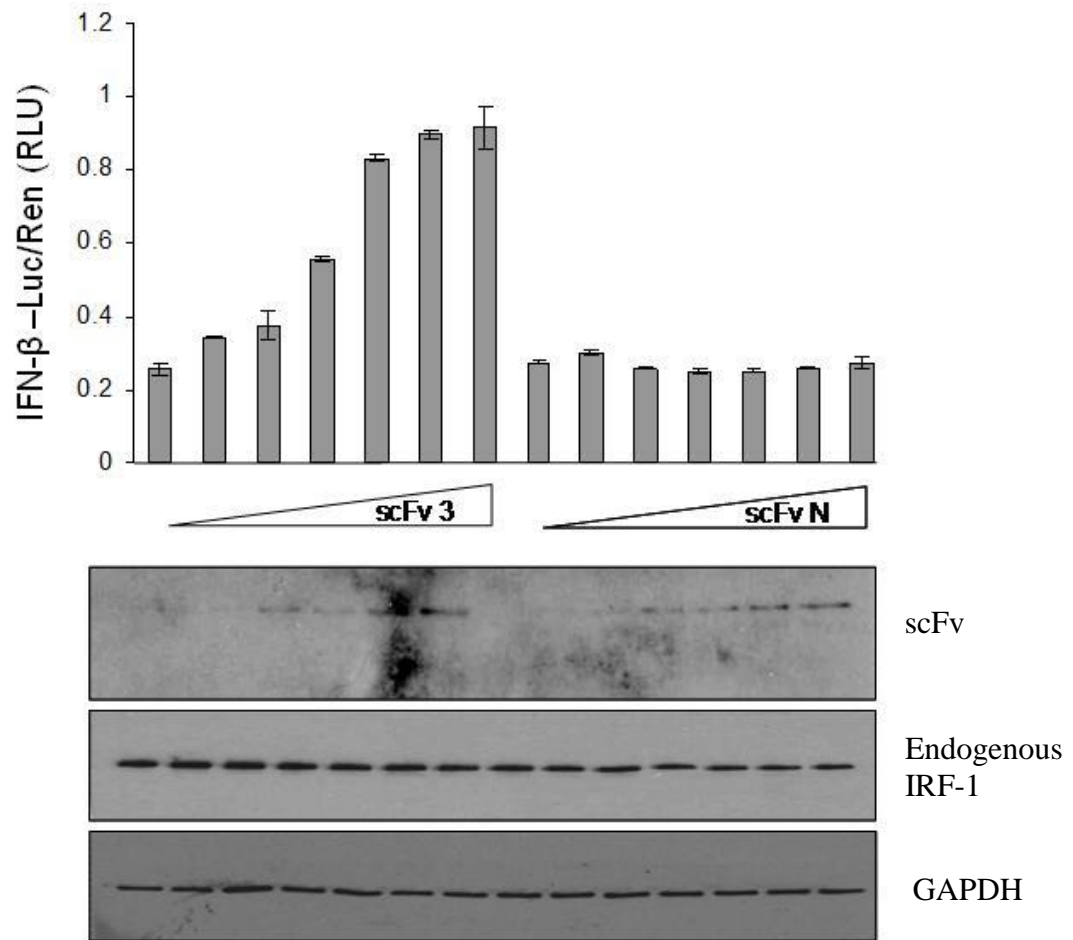 1.2
1
0.8
0.6
0.4
0.2
0
IFN-β –Luc/Ren (RLU)
scFv 3
scFv N
scFv
Endogenous
IRF-1
GAPDH